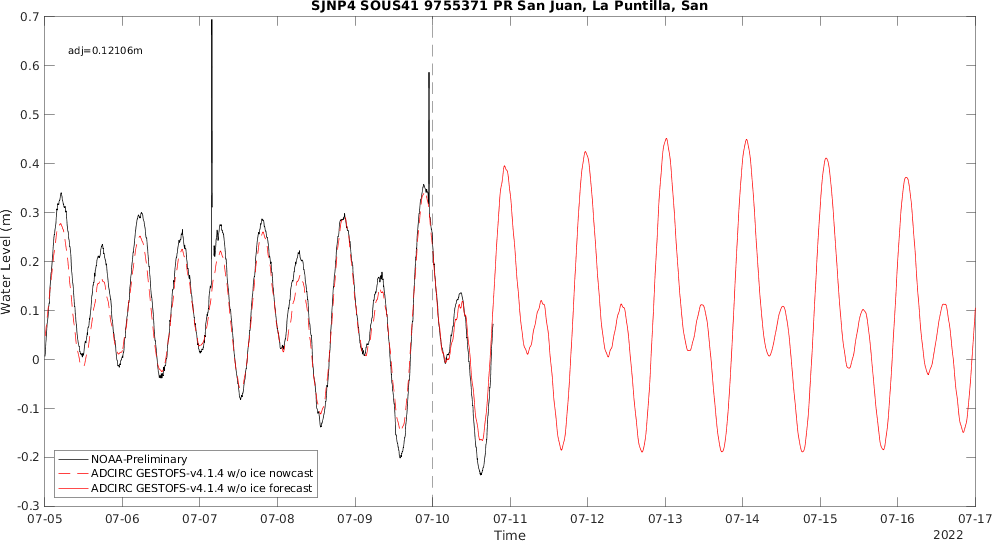 SJNP4 SOUS41 9755371 PR San Juan, La Puntilla, San
adj=0.12106m
Water Level (m)
0.7
0.6
0.5
0.4
0.3
0.2
0.1
0
-0.1
-0.2
-0.3
NOAA-Preliminary
ADCIRC GESTOFS-v4.1.4 w/o ice nowcast
ADCIRC GESTOFS-v4.1.4 w/o ice forecast
07-05 07-06 07-07 07-08 07-09 07-10 07-11 07-12 07-13 07-14 07-15 07-16 07-17
Time
2022